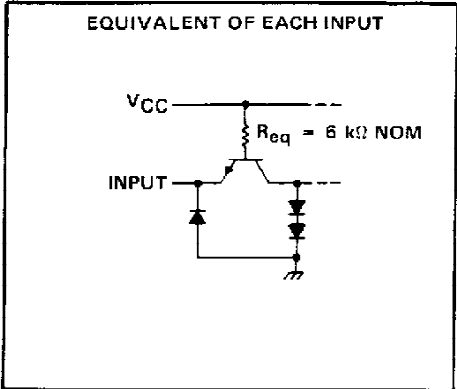 EQUIVALENT OF EACH INPUT
VCC
Req = 6 kΩ NOM
INPUT